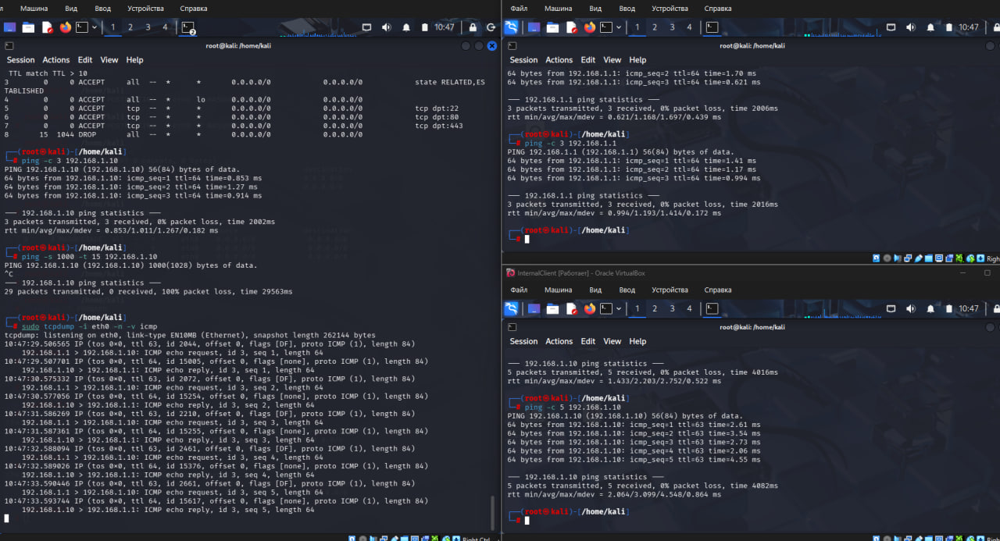 Машина Вид Ввод Устройства Справка
1 2 3 4 2 10:47
root@kali: /home/kali
Session Actions Edit View Help
TTL match TTL > 10
3 0 0 ACCEPT all -- * * 0.0.0.0/0 0.0.0.0/0 state RELATED,ES
TABLISHED
4 0 0 ACCEPT all -- * lo 0.0.0.0/0 0.0.0.0/0
5 0 0 ACCEPT tcp -- * * 0.0.0.0/0 0.0.0.0/0 tcp dpt:22
6 0 0 ACCEPT tcp -- * * 0.0.0.0/0 0.0.0.0/0 tcp dpt:80
7 0 0 ACCEPT tcp -- * * 0.0.0.0/0 0.0.0.0/0 tcp dpt:443
8 15 1044 DROP all -- * * 0.0.0.0/0 0.0.0.0/0
(root㉿kali)-[/home/kali]
# ping -c 3 192.168.1.10
PING 192.168.1.10 (192.168.1.10) 56(84) bytes of data.
64 bytes from 192.168.1.10: icmp_seq=1 ttl=64 time=0.853 ms
64 bytes from 192.168.1.10: icmp_seq=2 ttl=64 time=1.27 ms
64 bytes from 192.168.1.10: icmp_seq=3 ttl=64 time=0.914 ms
--- 192.168.1.10 ping statistics ---
3 packets transmitted, 3 received, 0% packet loss, time 2002ms
rtt min/avg/max/mdev = 0.853/1.011/1.267/0.182 ms
(root㉿kali)-[/home/kali]
# ping -s 1000 -t 15 192.168.1.10
PING 192.168.1.10 (192.168.1.10) 1000(1028) bytes of data.
^C
--- 192.168.1.10 ping statistics ---
29 packets transmitted, 0 received, 100% packet loss, time 29563ms
(root㉿kali)-[/home/kali]
# sudo tcpdump -i eth0 -n -v icmp
tcpdump: listening on eth0, link-type EN10MB (Ethernet), snapshot length 262144 bytes
10:47:29.506565 IP (tos 0x0, ttl 63, id 2044, offset 0, flags [DF], proto ICMP (1), length 84)
192.168.1.1 > 192.168.1.10: ICMP echo request, id 3, seq 1, length 64
10:47:29.507701 IP (tos 0x0, ttl 64, id 15005, offset 0, flags [none], proto ICMP (1), length 84)
192.168.1.10 > 192.168.1.1: ICMP echo reply, id 3, seq 1, length 64
10:47:30.575332 IP (tos 0x0, ttl 63, id 2072, offset 0, flags [DF], proto ICMP (1), length 84)
192.168.1.1 > 192.168.1.10: ICMP echo request, id 3, seq 2, length 64
10:47:30.577056 IP (tos 0x0, ttl 64, id 15254, offset 0, flags [none], proto ICMP (1), length 84)
192.168.1.10 > 192.168.1.1: ICMP echo reply, id 3, seq 2, length 64
10:47:31.586269 IP (tos 0x0, ttl 63, id 2210, offset 0, flags [DF], proto ICMP (1), length 84)
192.168.1.1 > 192.168.1.10: ICMP echo request, id 3, seq 3, length 64
10:47:31.587361 IP (tos 0x0, ttl 64, id 15255, offset 0, flags [none], proto ICMP (1), length 84)
192.168.1.10 > 192.168.1.1: ICMP echo reply, id 3, seq 3, length 64
10:47:32.588094 IP (tos 0x0, ttl 63, id 2461, offset 0, flags [DF], proto ICMP (1), length 84)
192.168.1.1 > 192.168.1.10: ICMP echo request, id 3, seq 4, length 64
10:47:32.589026 IP (tos 0x0, ttl 64, id 15376, offset 0, flags [none], proto ICMP (1), length 84)
192.168.1.10 > 192.168.1.1: ICMP echo reply, id 3, seq 4, length 64
10:47:33.590446 IP (tos 0x0, ttl 63, id 2661, offset 0, flags [DF], proto ICMP (1), length 84)
192.168.1.1 > 192.168.1.10: ICMP echo request, id 3, seq 5, length 64
10:47:33.593744 IP (tos 0x0, ttl 64, id 15617, offset 0, flags [none], proto ICMP (1), length 84)
192.168.1.10 > 192.168.1.1: ICMP echo reply, id 3, seq 5, length 64
Right Ctrl
Файл Машина Вид Ввод Устройства Справка
1 2 3 4 10:47
root@kali: /home/kali
Session Actions Edit View Help
64 bytes from 192.168.1.1: icmp_seq=2 ttl=64 time=1.70 ms
64 bytes from 192.168.1.1: icmp_seq=3 ttl=64 time=0.621 ms
--- 192.168.1.1 ping statistics ---
3 packets transmitted, 3 received, 0% packet loss, time 2006ms
rtt min/avg/max/mdev = 0.621/1.168/1.697/0.439 ms
(root㉿kali)-[/home/kali]
# ping -c 3 192.168.1.1
PING 192.168.1.1 (192.168.1.1) 56(84) bytes of data.
64 bytes from 192.168.1.1: icmp_seq=1 ttl=64 time=1.41 ms
64 bytes from 192.168.1.1: icmp_seq=2 ttl=64 time=1.17 ms
64 bytes from 192.168.1.1: icmp_seq=3 ttl=64 time=0.994 ms
--- 192.168.1.1 ping statistics ---
3 packets transmitted, 3 received, 0% packet loss, time 2016ms
rtt min/avg/max/mdev = 0.994/1.193/1.414/0.172 ms
(root㉿kali)-[/home/kali]
#
Righ
InternalClient [Работает] - Oracle VirtualBox
Файл Машина Вид Ввод Устройства Справка
1 2 3 4 10:47
root@kali: /home/kali
Session Actions Edit View Help
--- 192.168.1.10 ping statistics ---
5 packets transmitted, 5 received, 0% packet loss, time 4016ms
rtt min/avg/max/mdev = 1.433/2.203/2.752/0.522 ms
(root㉿kali)-[/home/kali]
# ping -c 5 192.168.1.10
PING 192.168.1.10 (192.168.1.10) 56(84) bytes of data.
64 bytes from 192.168.1.10: icmp_seq=1 ttl=63 time=2.61 ms
64 bytes from 192.168.1.10: icmp_seq=2 ttl=63 time=3.54 ms
64 bytes from 192.168.1.10: icmp_seq=3 ttl=63 time=2.73 ms
64 bytes from 192.168.1.10: icmp_seq=4 ttl=63 time=2.06 ms
64 bytes from 192.168.1.10: icmp_seq=5 ttl=63 time=4.55 ms
--- 192.168.1.10 ping statistics ---
5 packets transmitted, 5 received, 0% packet loss, time 4082ms
rtt min/avg/max/mdev = 2.064/3.099/4.548/0.864 ms
(root㉿kali)-[/home/kali]
#
Righ